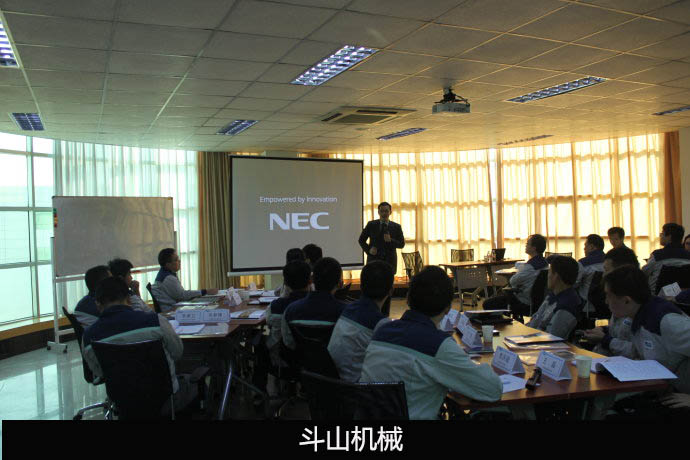 Empowered by Innovation
NEC
斗山机械